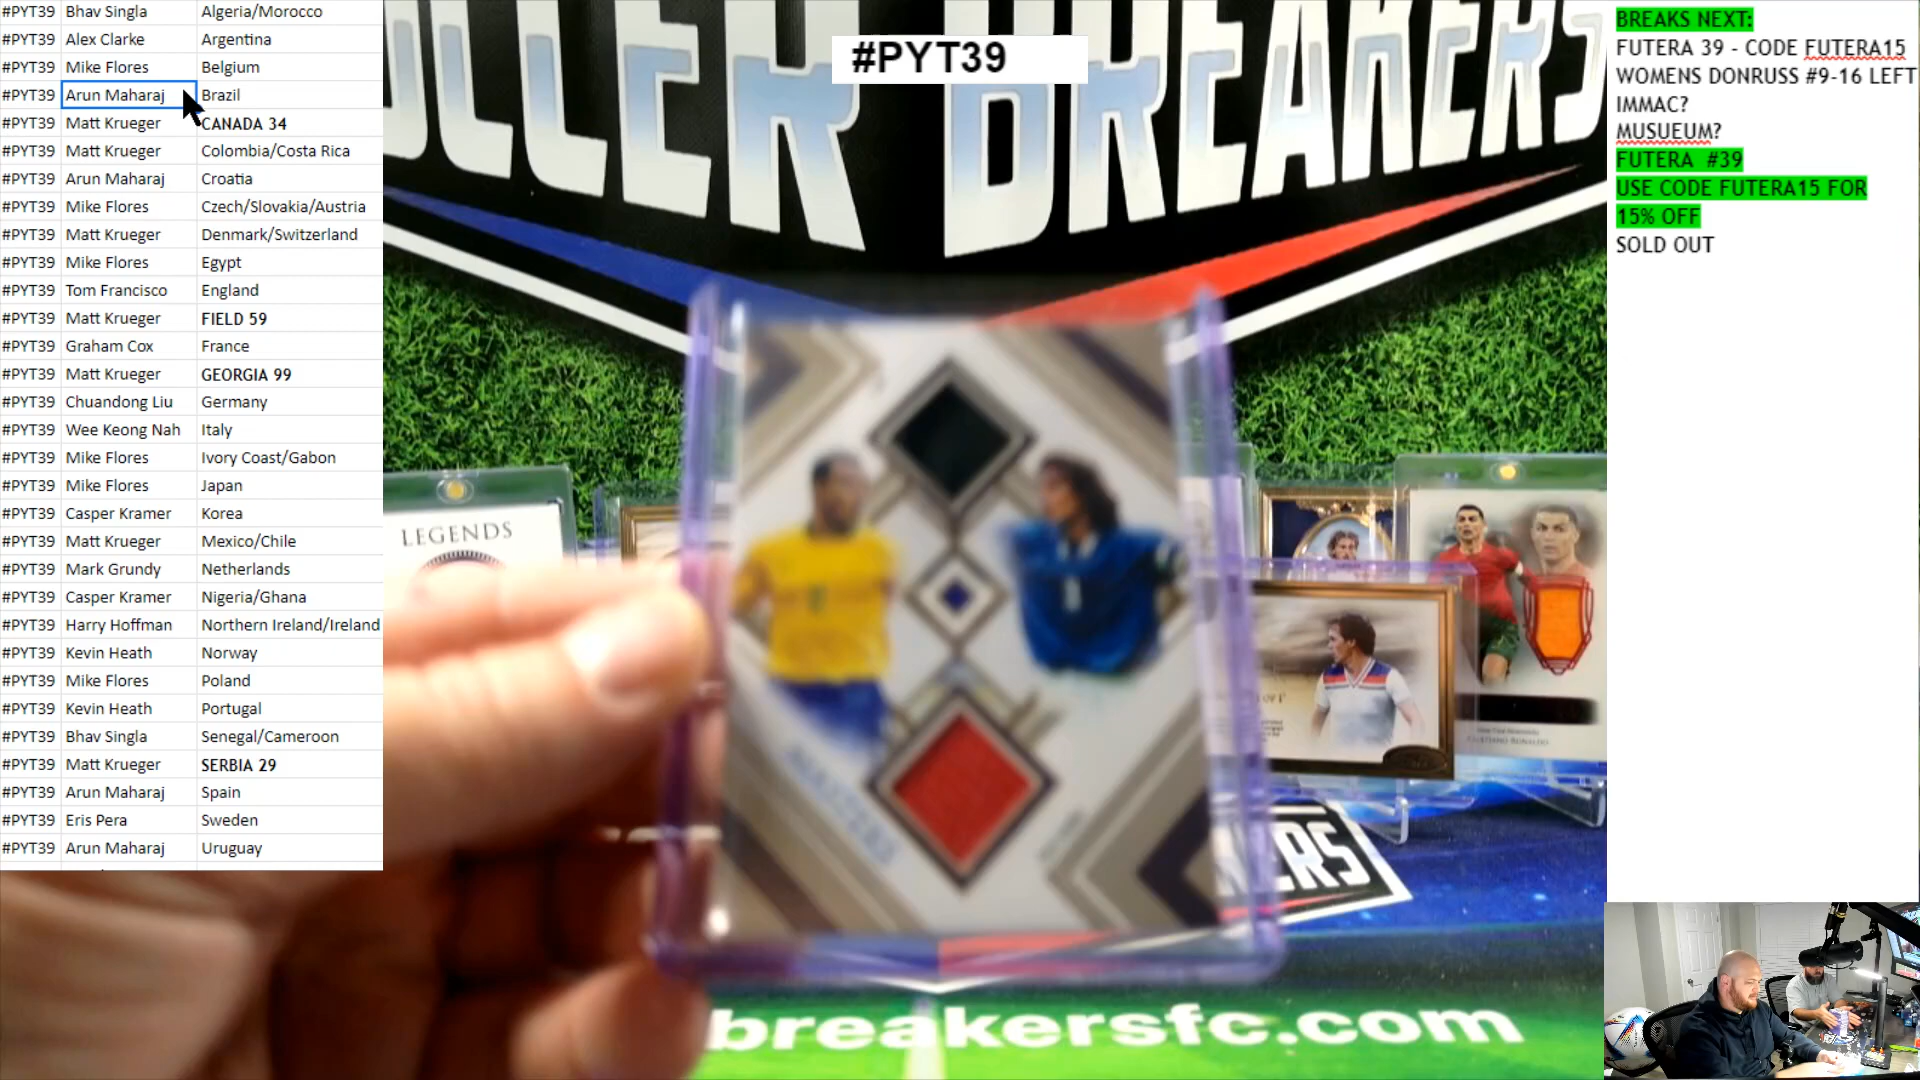 #PYT39 Bhav Singla Algeria/Morocco
#PYT39 Alex Clarke Argentina
#PYT39 Mike Flores Belgium
#PYT39 Arun Maharaj Brazil
#PYT39 Matt Krueger CANADA 34
#PYT39 Matt Krueger Colombia/Costa Rica
#PYT39 Arun Maharaj Croatia
#PYT39 Mike Flores Czech/Slovakia/Austria
#PYT39 Matt Krueger Denmark/Switzerland
#PYT39 Mike Flores Egypt
#PYT39 Tom Francisco England
#PYT39 Matt Krueger FIELD 59
#PYT39 Graham Cox France
#PYT39 Matt Krueger GEORGIA 99
#PYT39 Chuandong Liu Germany
#PYT39 Wee Keong Nah Italy
#PYT39 Mike Flores Ivory Coast/Gabon
#PYT39 Mike Flores Japan
#PYT39 Casper Kramer Korea
#PYT39 Matt Krueger Mexico/Chile
#PYT39 Mark Grundy Netherlands
#PYT39 Casper Kramer Nigeria/Ghana
#PYT39 Harry Hoffman Northern Ireland/Ireland
#PYT39 Kevin Heath Norway
#PYT39 Mike Flores Poland
#PYT39 Kevin Heath Portugal
#PYT39 Bhav Singla Senegal/Cameroon
#PYT39 Matt Krueger SERBIA 29
#PYT39 Arun Maharaj Spain
#PYT39 Eris Pera Sweden
#PYT39 Arun Maharaj Uruguay
CCER BREAKERS
#PYT39
LEGENDS
MASTERS
CRISTIANO RONALDO
KERS
breakersfc.com
BREAKS NEXT:
FUTERA 39 - CODE FUTERA15
WOMENS DONRUSS #9-16 LEFT
IMMAC?
MUSUEUM?
FUTERA #39
USE CODE FUTERA15 FOR
15% OFF
SOLD OUT